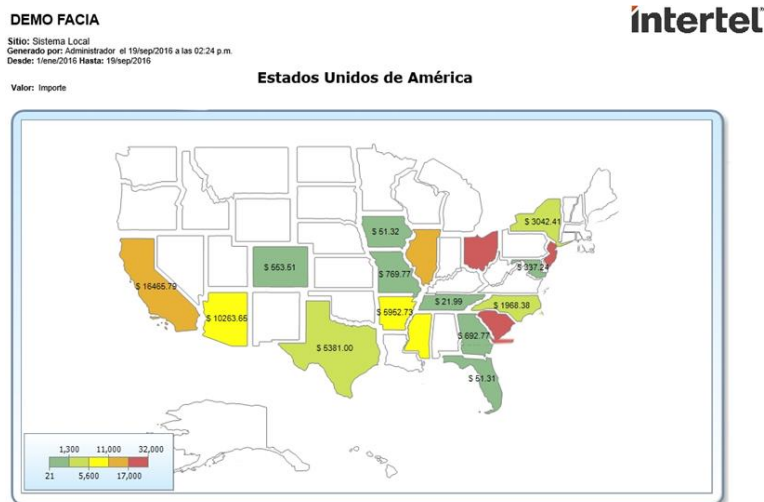 DEMO FACIA
intertel
Sitio: Sistema Local
Generado por: Administrador el 19/sep/2016 a las 02:24 p.m.
Desde: 1/ene/2016 Hasta: 19/sep/2016
Estados Unidos de América
Valor: Importe
$ 3042.41
$ 51.32
$ 553.51
$ 769.77
$ 337.24
$ 16465.79
$ 21.99
$ 1968.38
$ 10263.65
$ 5952.73
$ 692.77
$ 5381.00
$ 51.31
1,300 11,000 32,000
21 5,600 17,000